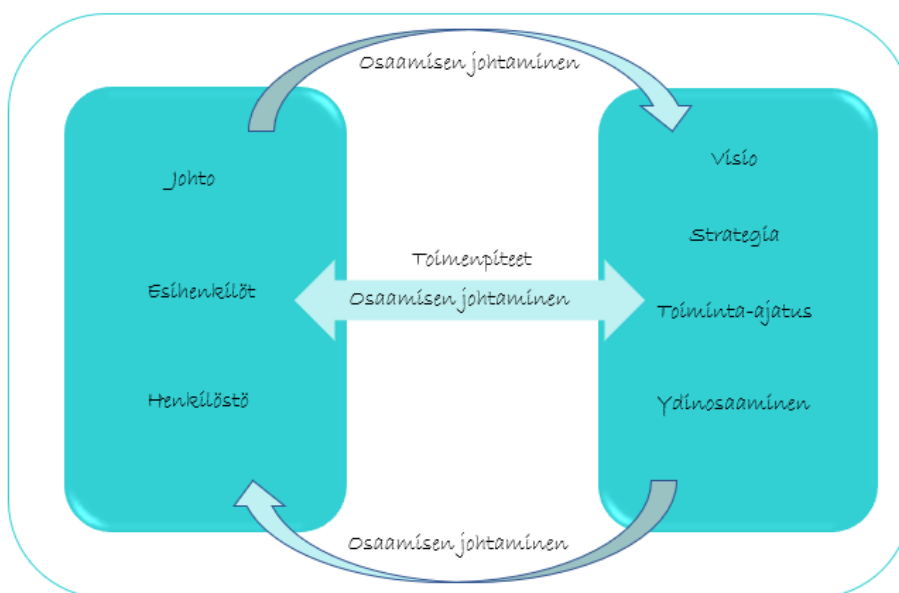 Osaamisen johtaminen
Johto
Esihenkilöt
Henkilöstö
Toimenpiteet
Osaamisen johtaminen
Visio
Strategia
Toiminta-ajatus
Ydinosaaminen
Osaamisen johtaminen